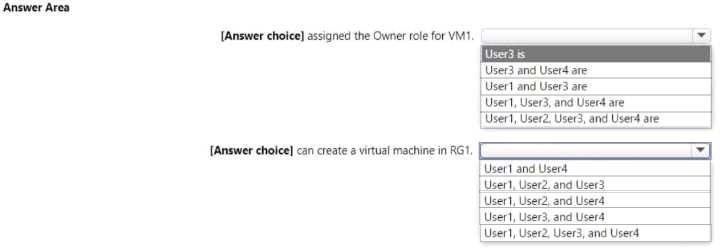 Answer Area
[Answer choice] assigned the Owner role for VM1.
User3 is
User3 and User4 are
User1 and User3 are
User1, User3, and User4 are
User1, User2, User3, and User4 are
[Answer choice] can create a virtual machine in RG1.
User1 and User4
User1, User2, and User3
User1, User2, and User4
User1, User3, and User4
User1, User2, User3, and User4